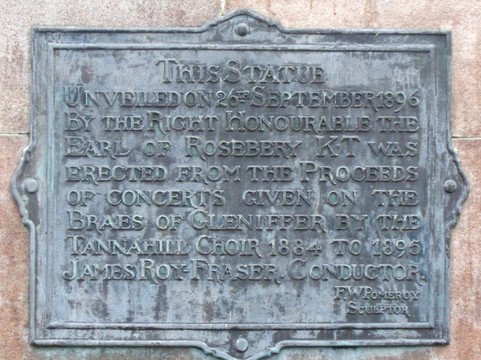 THIS STATUE
UNVEILED ON 26TH SEPTEMBER 1896
BY THE RIGHT HONOURABLE THE
EARL OF ROSEBERY K.T. WAS
ERECTED FROM THE PROCEEDS
OF CONCERTS GIVEN ON THE
BRAES OF GLENIFFER BY THE
TANNAHILL CHOIR 1884 TO 1895
JAMES ROY-FRASER. CONDUCTOR.
F.W. POMEROY
SCULPTOR